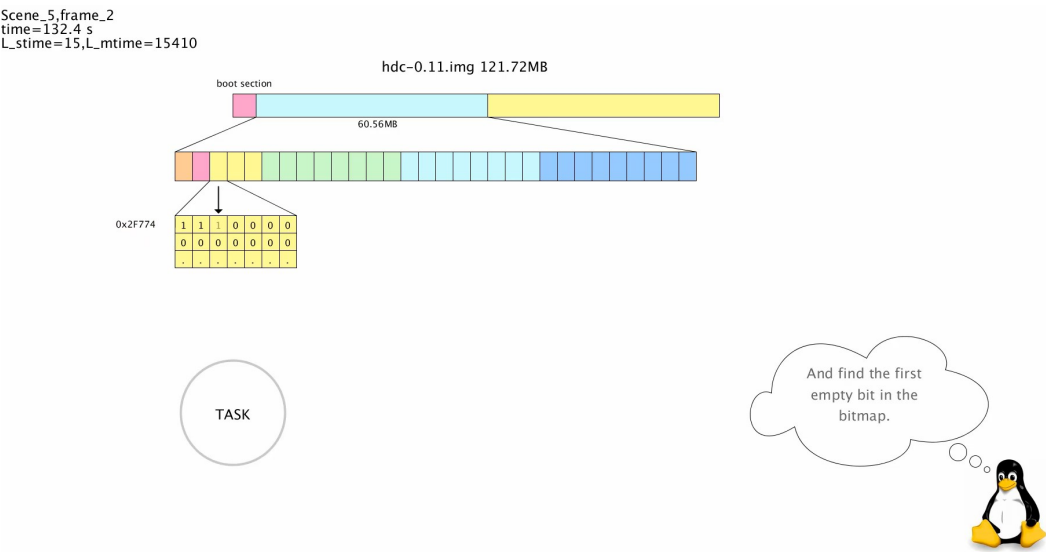 Scene_5,frame_2
time=132.4 s
L_stime=15,L_mtime=15410
hdc-0.11.img 121.72MB
boot section
60.56MB
0x2F774
1 1 1 0 0 0 0
0 0 0 0 0 0 0
. . . . . . .
TASK
And find the first
empty bit in the
bitmap.